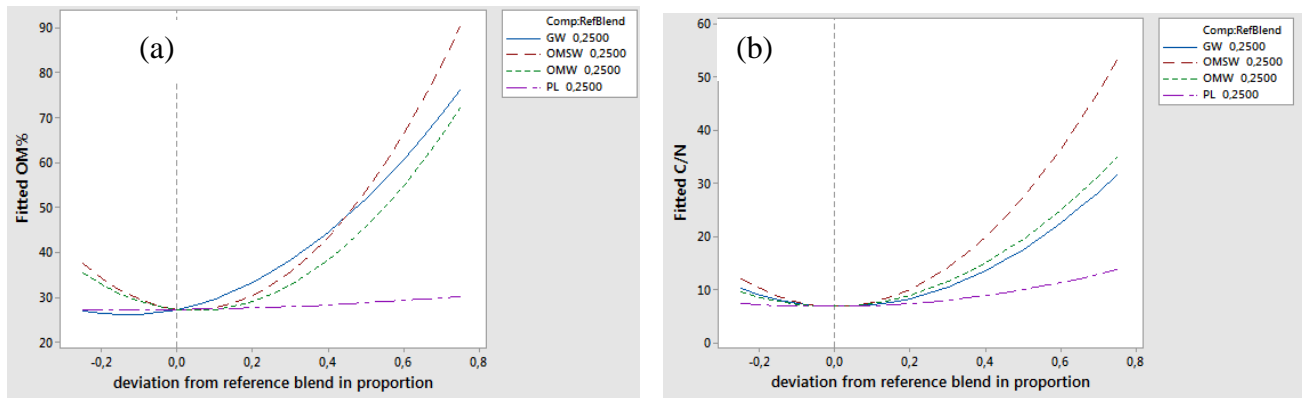 (a)
Comp:RefBlend
GW 0,2500
OMSW 0,2500
OMW 0,2500
PL 0,2500
Fitted OM%
90
80
70
60
50
40
30
20
-0,2 0,0 0,2 0,4 0,6 0,8
deviation from reference blend in proportion
(b)
Comp:RefBlend
GW 0,2500
OMSW 0,2500
OMW 0,2500
PL 0,2500
Fitted C/N
60
50
40
30
20
10
0
-0,2 0,0 0,2 0,4 0,6 0,8
deviation from reference blend in proportion